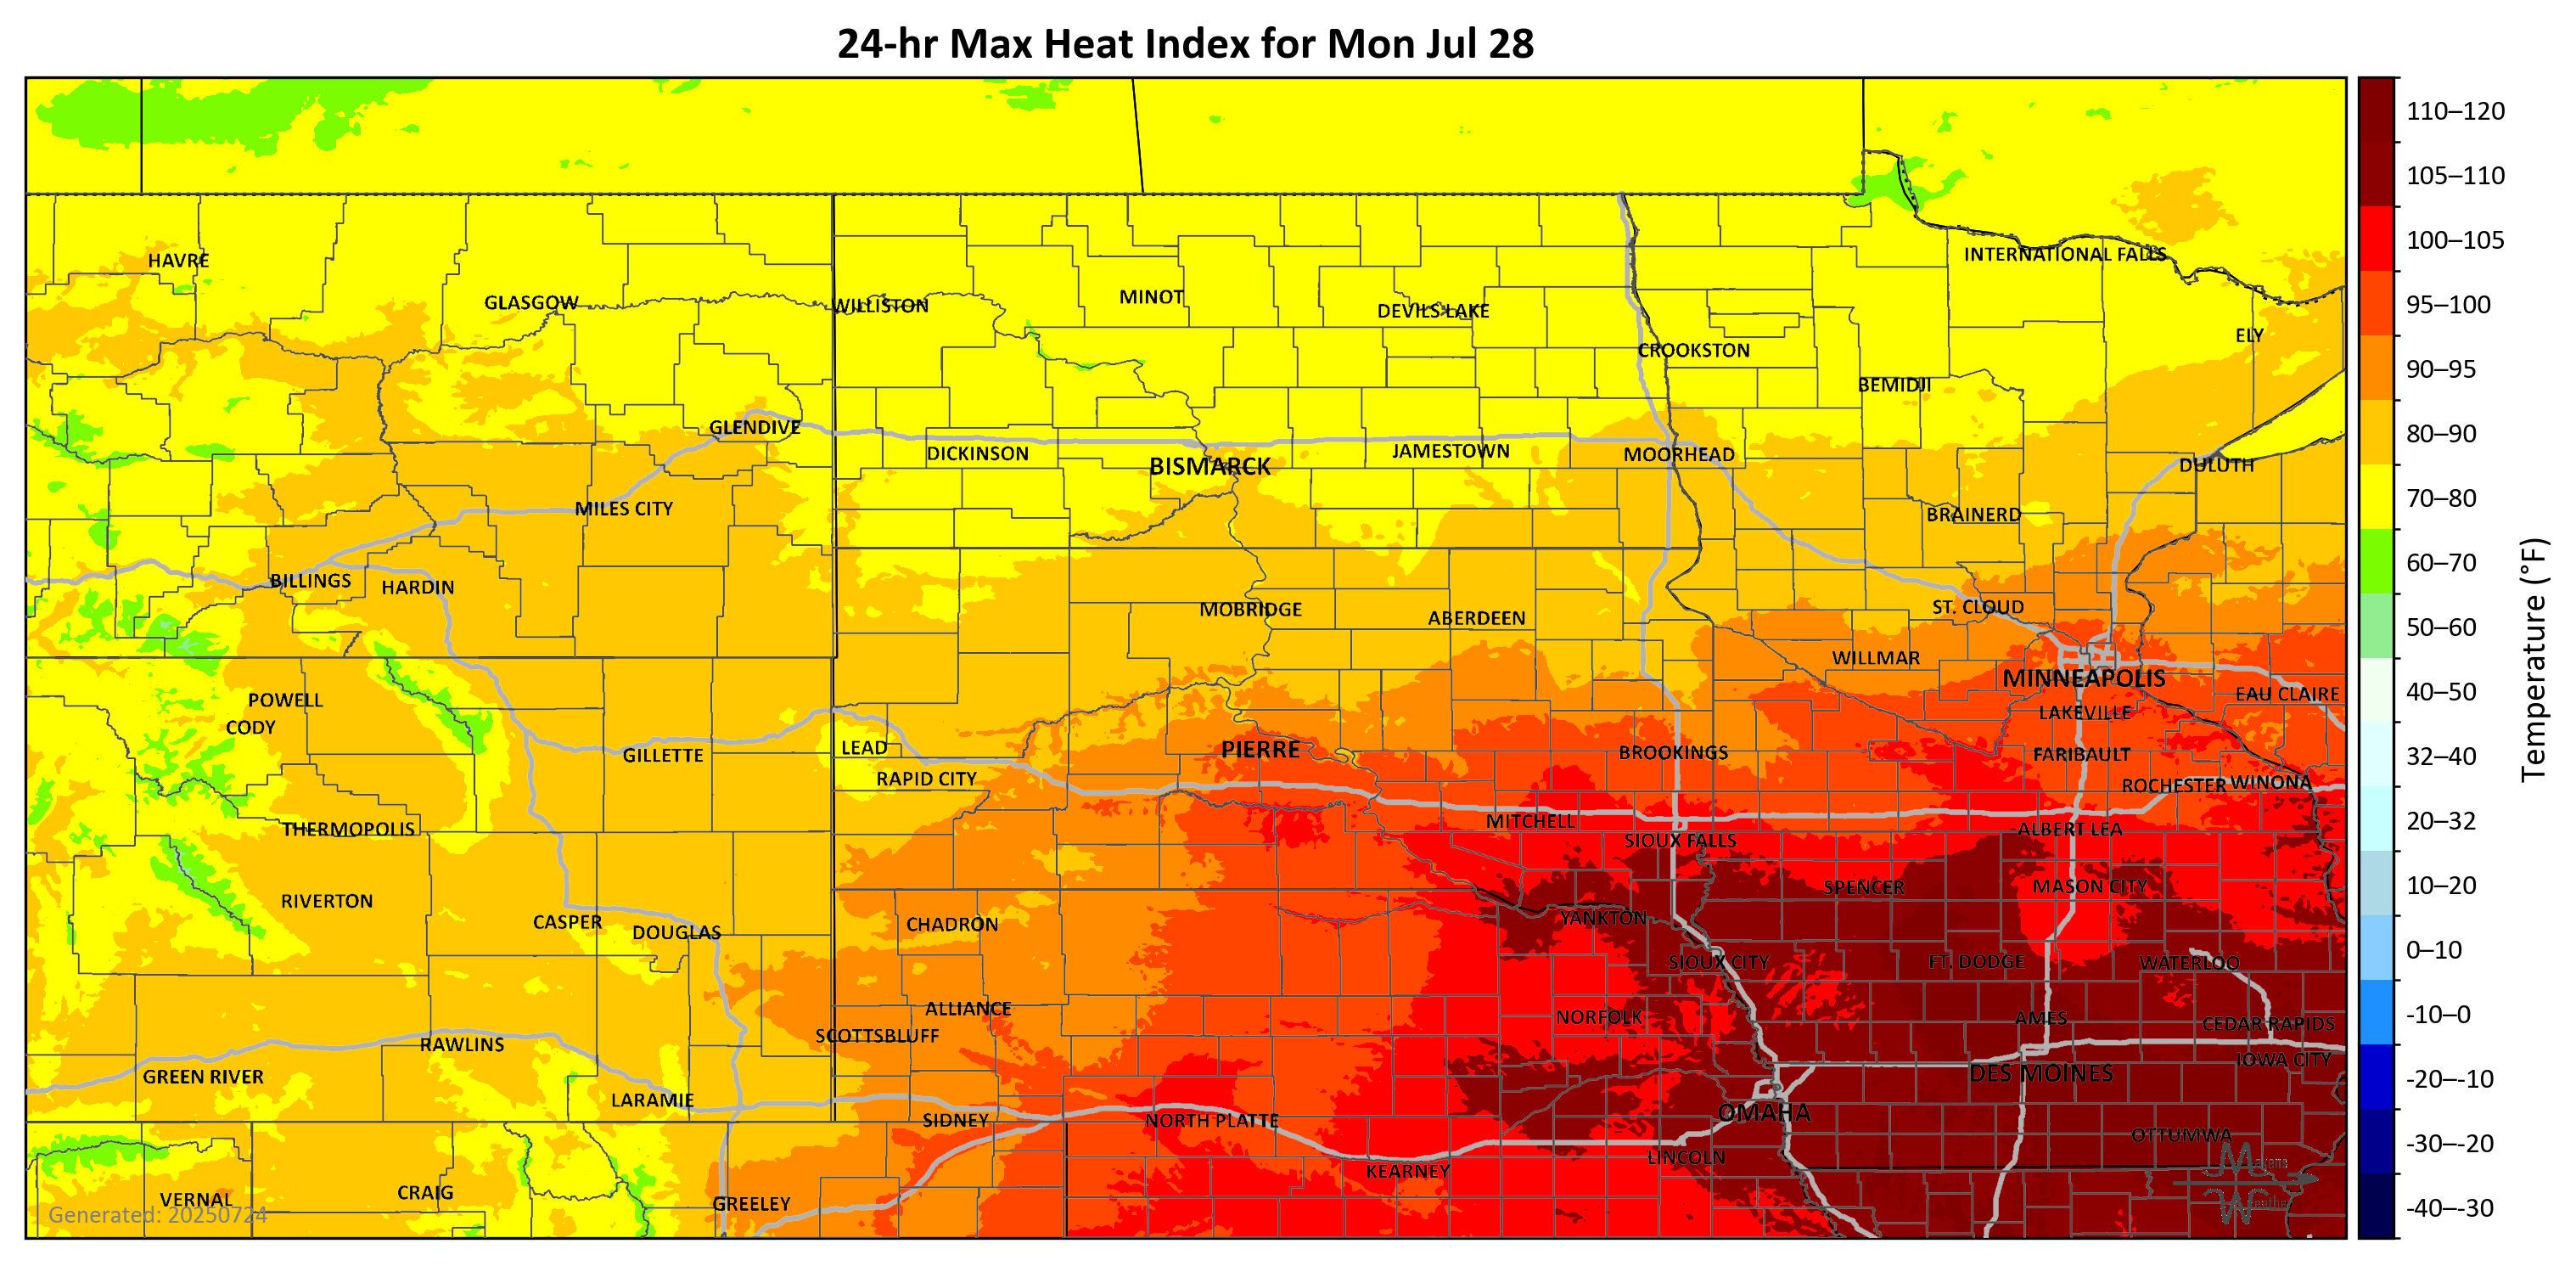 24-hr Max Heat Index for Mon Jul 28
HAVRE
GLASGOW
WILLISTON
MINOT
DEVILS LAKE
CROOKSTON
INTERNATIONAL FALLS
ELY
BEMIDJI
GLENDIVE
DICKINSON
BISMARCK
JAMESTOWN
MOORHEAD
DULUTH
MILES CITY
BRAINERD
BILLINGS
HARDIN
MOBRIDGE
ABERDEEN
ST. CLOUD
WILLMAR
MINNEAPOLIS
EAU CLAIRE
POWELL
CODY
LAKEVILLE
GILLETTE
LEAD
RAPID CITY
PIERRE
BROOKINGS
FARIBAULT
ROCHESTER
WINONA
THERMOPOLIS
MITCHELL
SIOUX FALLS
ALBERT LEA
RIVERTON
CASPER
DOUGLAS
CHADRON
YANKTON
SPENCER
MASON CITY
SIOUX CITY
FT. DODGE
WATERLOO
ALLIANCE
SCOTTSBLUFF
NORFOLK
AMES
CEDAR RAPIDS
IOWA CITY
RAWLINS
GREEN RIVER
LARAMIE
SIDNEY
NORTH PLATTE
OMAHA
DES MOINES
OTTUMWA
KEARNEY
LINCOLN
VERNAL
CRAIG
GREELEY
Generated: 20250724
Makens
Weather
110−120
105−110
100−105
95−100
90−95
80−90
70−80
60−70
50−60
40−50
32−40
20−32
10−20
0−10
-10−0
-20−-10
-30−-20
-40−-30
Temperature (°F)